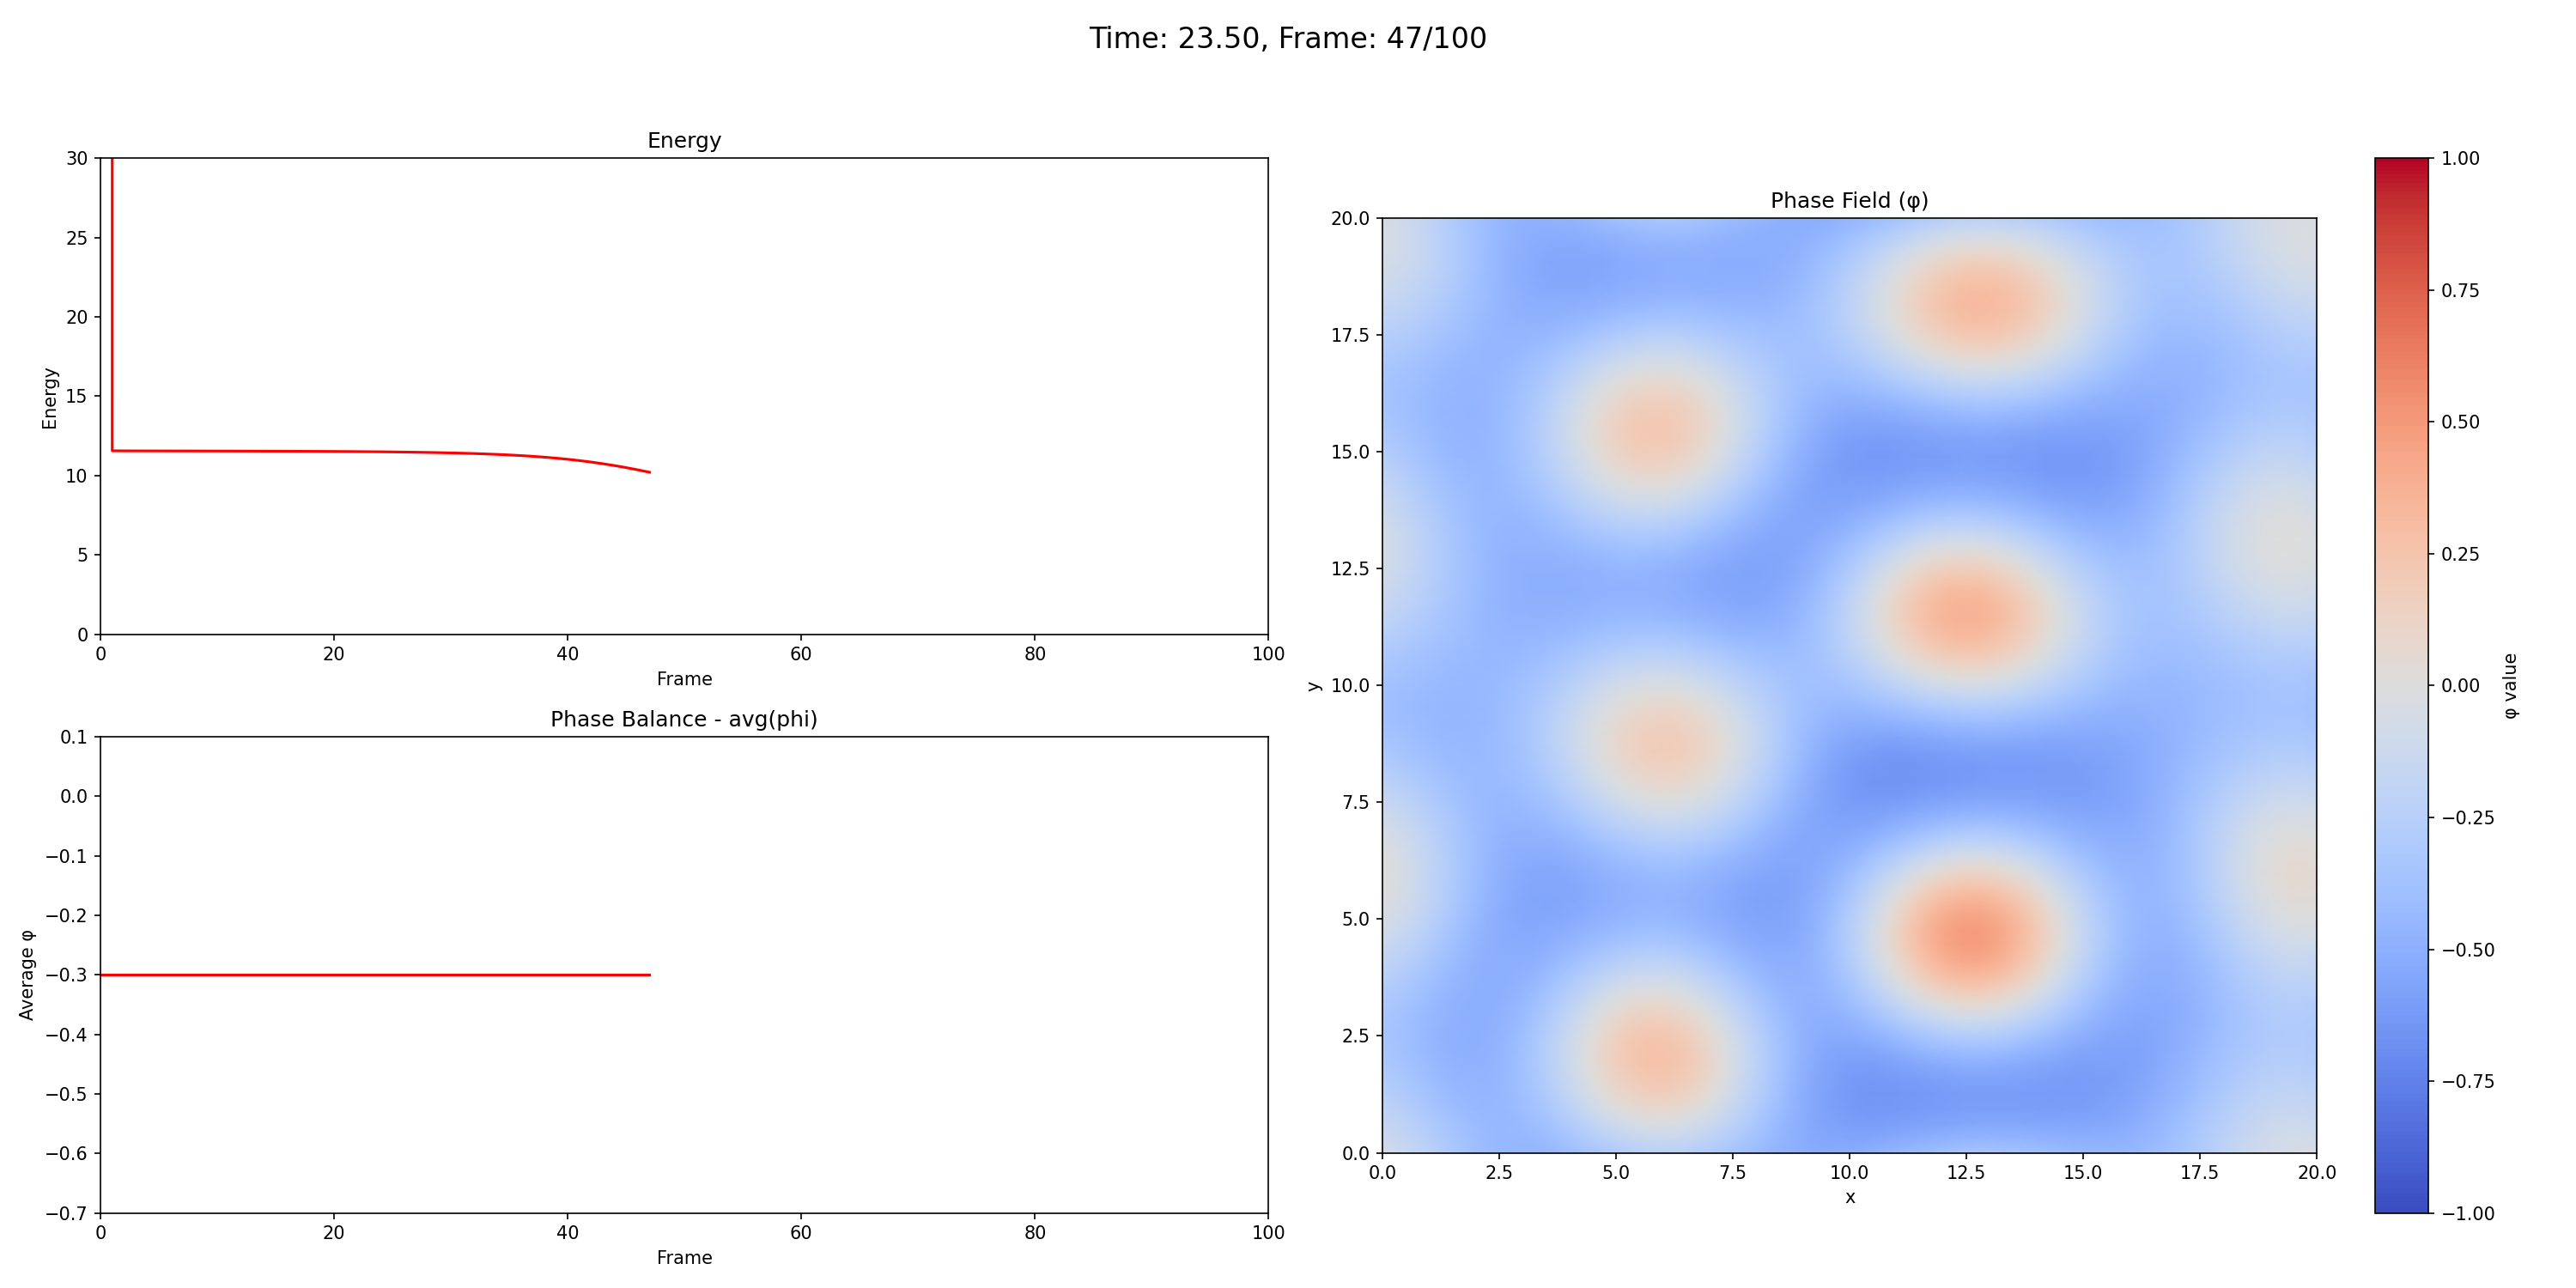 Time: 23.50, Frame: 47/100
Energy
30
25
20
15
10
5
0
Energy
0 20 40 60 80 100
Frame
Phase Balance - avg(phi)
0.1
0.0
−0.1
−0.2
−0.3
−0.4
−0.5
−0.6
−0.7
Average φ
0 20 40 60 80 100
Frame
Phase Field (φ)
20.0
17.5
15.0
12.5
10.0
7.5
5.0
2.5
0.0
y
0.0 2.5 5.0 7.5 10.0 12.5 15.0 17.5 20.0
x
1.00
0.75
0.50
0.25
0.00
−0.25
−0.50
−0.75
−1.00
φ value